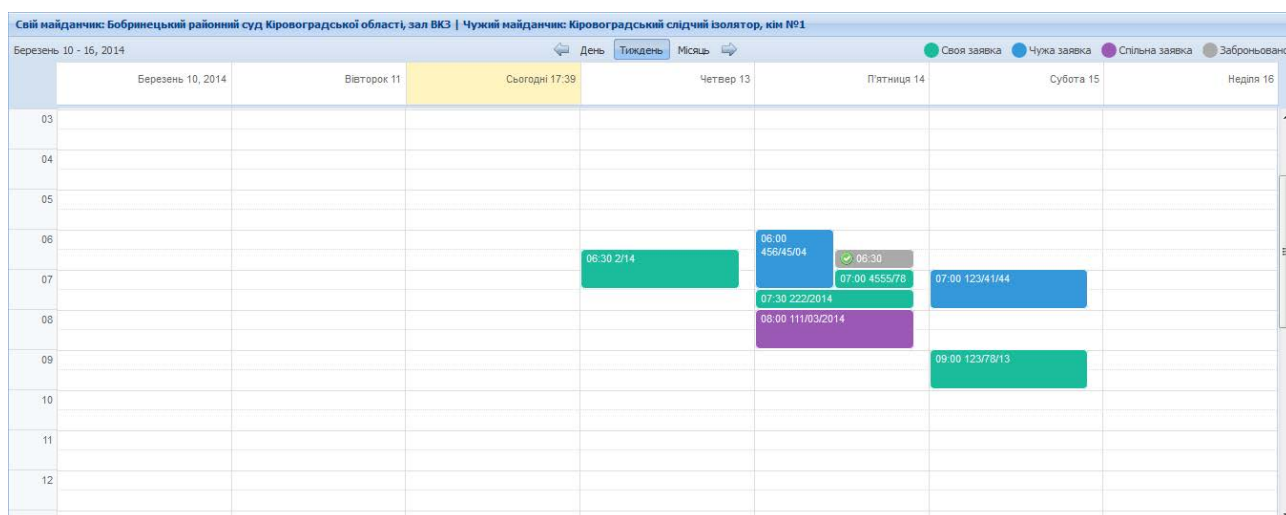 Свій майданчик: Бобринецький районний суд Кіровоградської області, зал ВКЗ | Чужий майданчик: Кіровоградський слідчий ізолятор, кім №1
Березень 10 - 16, 2014 День Тиждень Місяць Своя заявка Чужа заявка Спільна заявка Заброньовано
Березень 10, 2014 Вівторок 11 Сьогодні 17:39 Четвер 13 П'ятниця 14 Субота 15 Неділя 16
03
04
05
06 06:00
456/45/04
06:30 2/14 06:30
07 07:00 4555/78 07:00 123/41/44
07:30 222/2014
08 08:00 111/03/2014
09 09:00 123/78/13
10
11
12